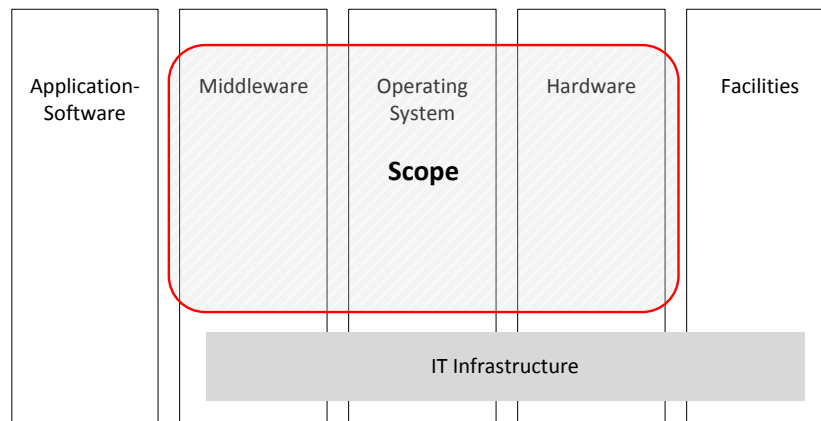 Application-
Software
Middleware
Operating
System
Hardware
Facilities
Scope
IT Infrastructure